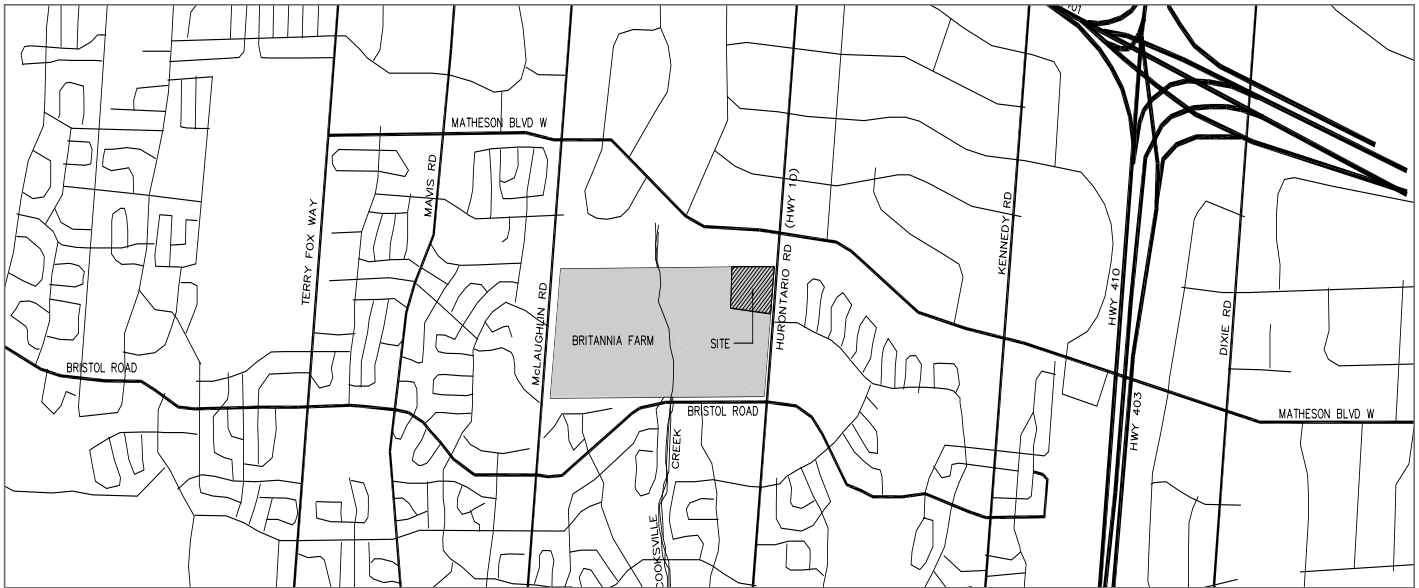 401
MATHESON BLVD W
MAVIS RD
(HWY 10)
TERRY FOX WAY
KENNEDY RD
HURONTARIO RD
HWY 410
DIXIE RD
McLAUGHLIN RD
BRITANNIA FARM
SITE
BRISTOL ROAD
BRISTOL ROAD
MATHESON BLVD W
HWY 403
CREEK
COOKSVILLE